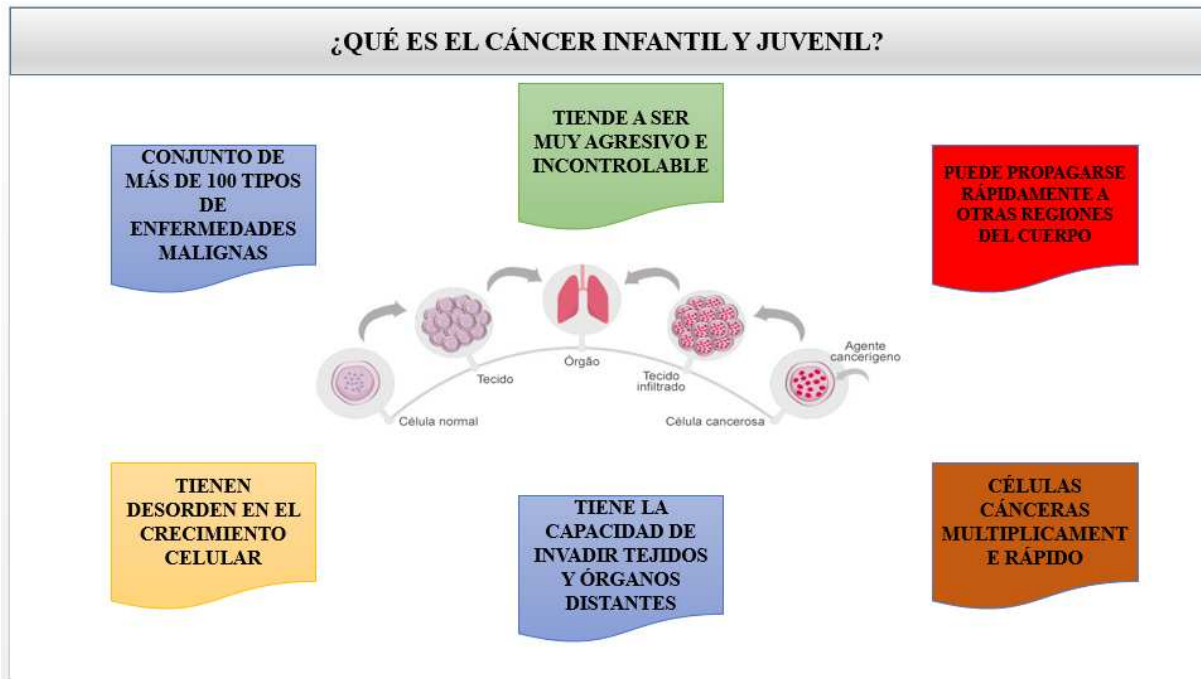 ¿QUÉ ES EL CÁNCER INFANTIL Y JUVENIL?
CONJUNTO DE
MÁS DE 100 TIPOS
DE
ENFERMEDADES
MALIGNAS
TIENDE A SER
MUY AGRESIVO E
INCONTROLABLE
PUEDE PROPAGARSE
RÁPIDAMENTE A
OTRAS REGIONES
DEL CUERPO
Célula normal
Tecido
Órgão
Tecido
infiltrado
Célula cancerosa
Agente
cancerígeno
TIENEN
DESORDEN EN EL
CRECIMIENTO
CELULAR
TIENE LA
CAPACIDAD DE
INVADIR TEJIDOS
Y ÓRGANOS
DISTANTES
CÉLULAS
CÁNCERAS
MULTIPLICAMENT
E RÁPIDO